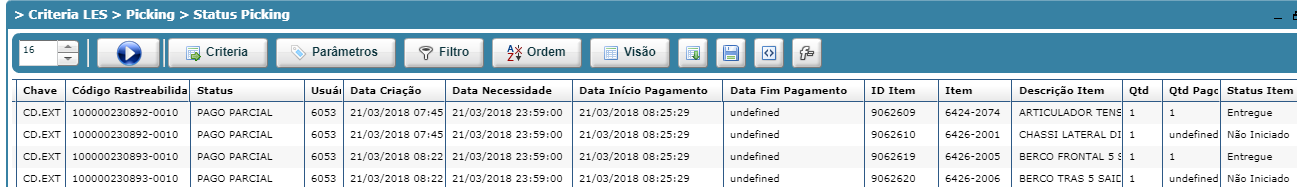 > Criteria LES > Picking > Status Picking
16 Criteria Parâmetros Filtro Ordem Visão
Chave Código Rastreabilida Status Usuái Data Criação Data Necessidade Data Início Pagamento Data Fim Pagamento ID Item Item Descrição Item Qtd Qtd Pago Status Item
CD.EXT 100000230892-0010 PAGO PARCIAL 6053 21/03/2018 07:45 21/03/2018 23:59:00 21/03/2018 08:25:29 undefined 9062609 6424-2074 ARTICULADOR TENS 1 1 Entregue
CD.EXT 100000230892-0010 PAGO PARCIAL 6053 21/03/2018 07:45 21/03/2018 23:59:00 21/03/2018 08:25:29 undefined 9062610 6426-2001 CHASSI LATERAL DI 1 undefined Não Iniciado
CD.EXT 100000230893-0010 PAGO PARCIAL 6053 21/03/2018 08:22 21/03/2018 23:59:00 21/03/2018 08:25:29 undefined 9062619 6426-2005 BERCO FRONTAL 5 S 1 1 Entregue
CD.EXT 100000230893-0010 PAGO PARCIAL 6053 21/03/2018 08:22 21/03/2018 23:59:00 21/03/2018 08:25:29 undefined 9062620 6426-2006 BERCO TRAS 5 SAID 1 undefined Não Iniciado